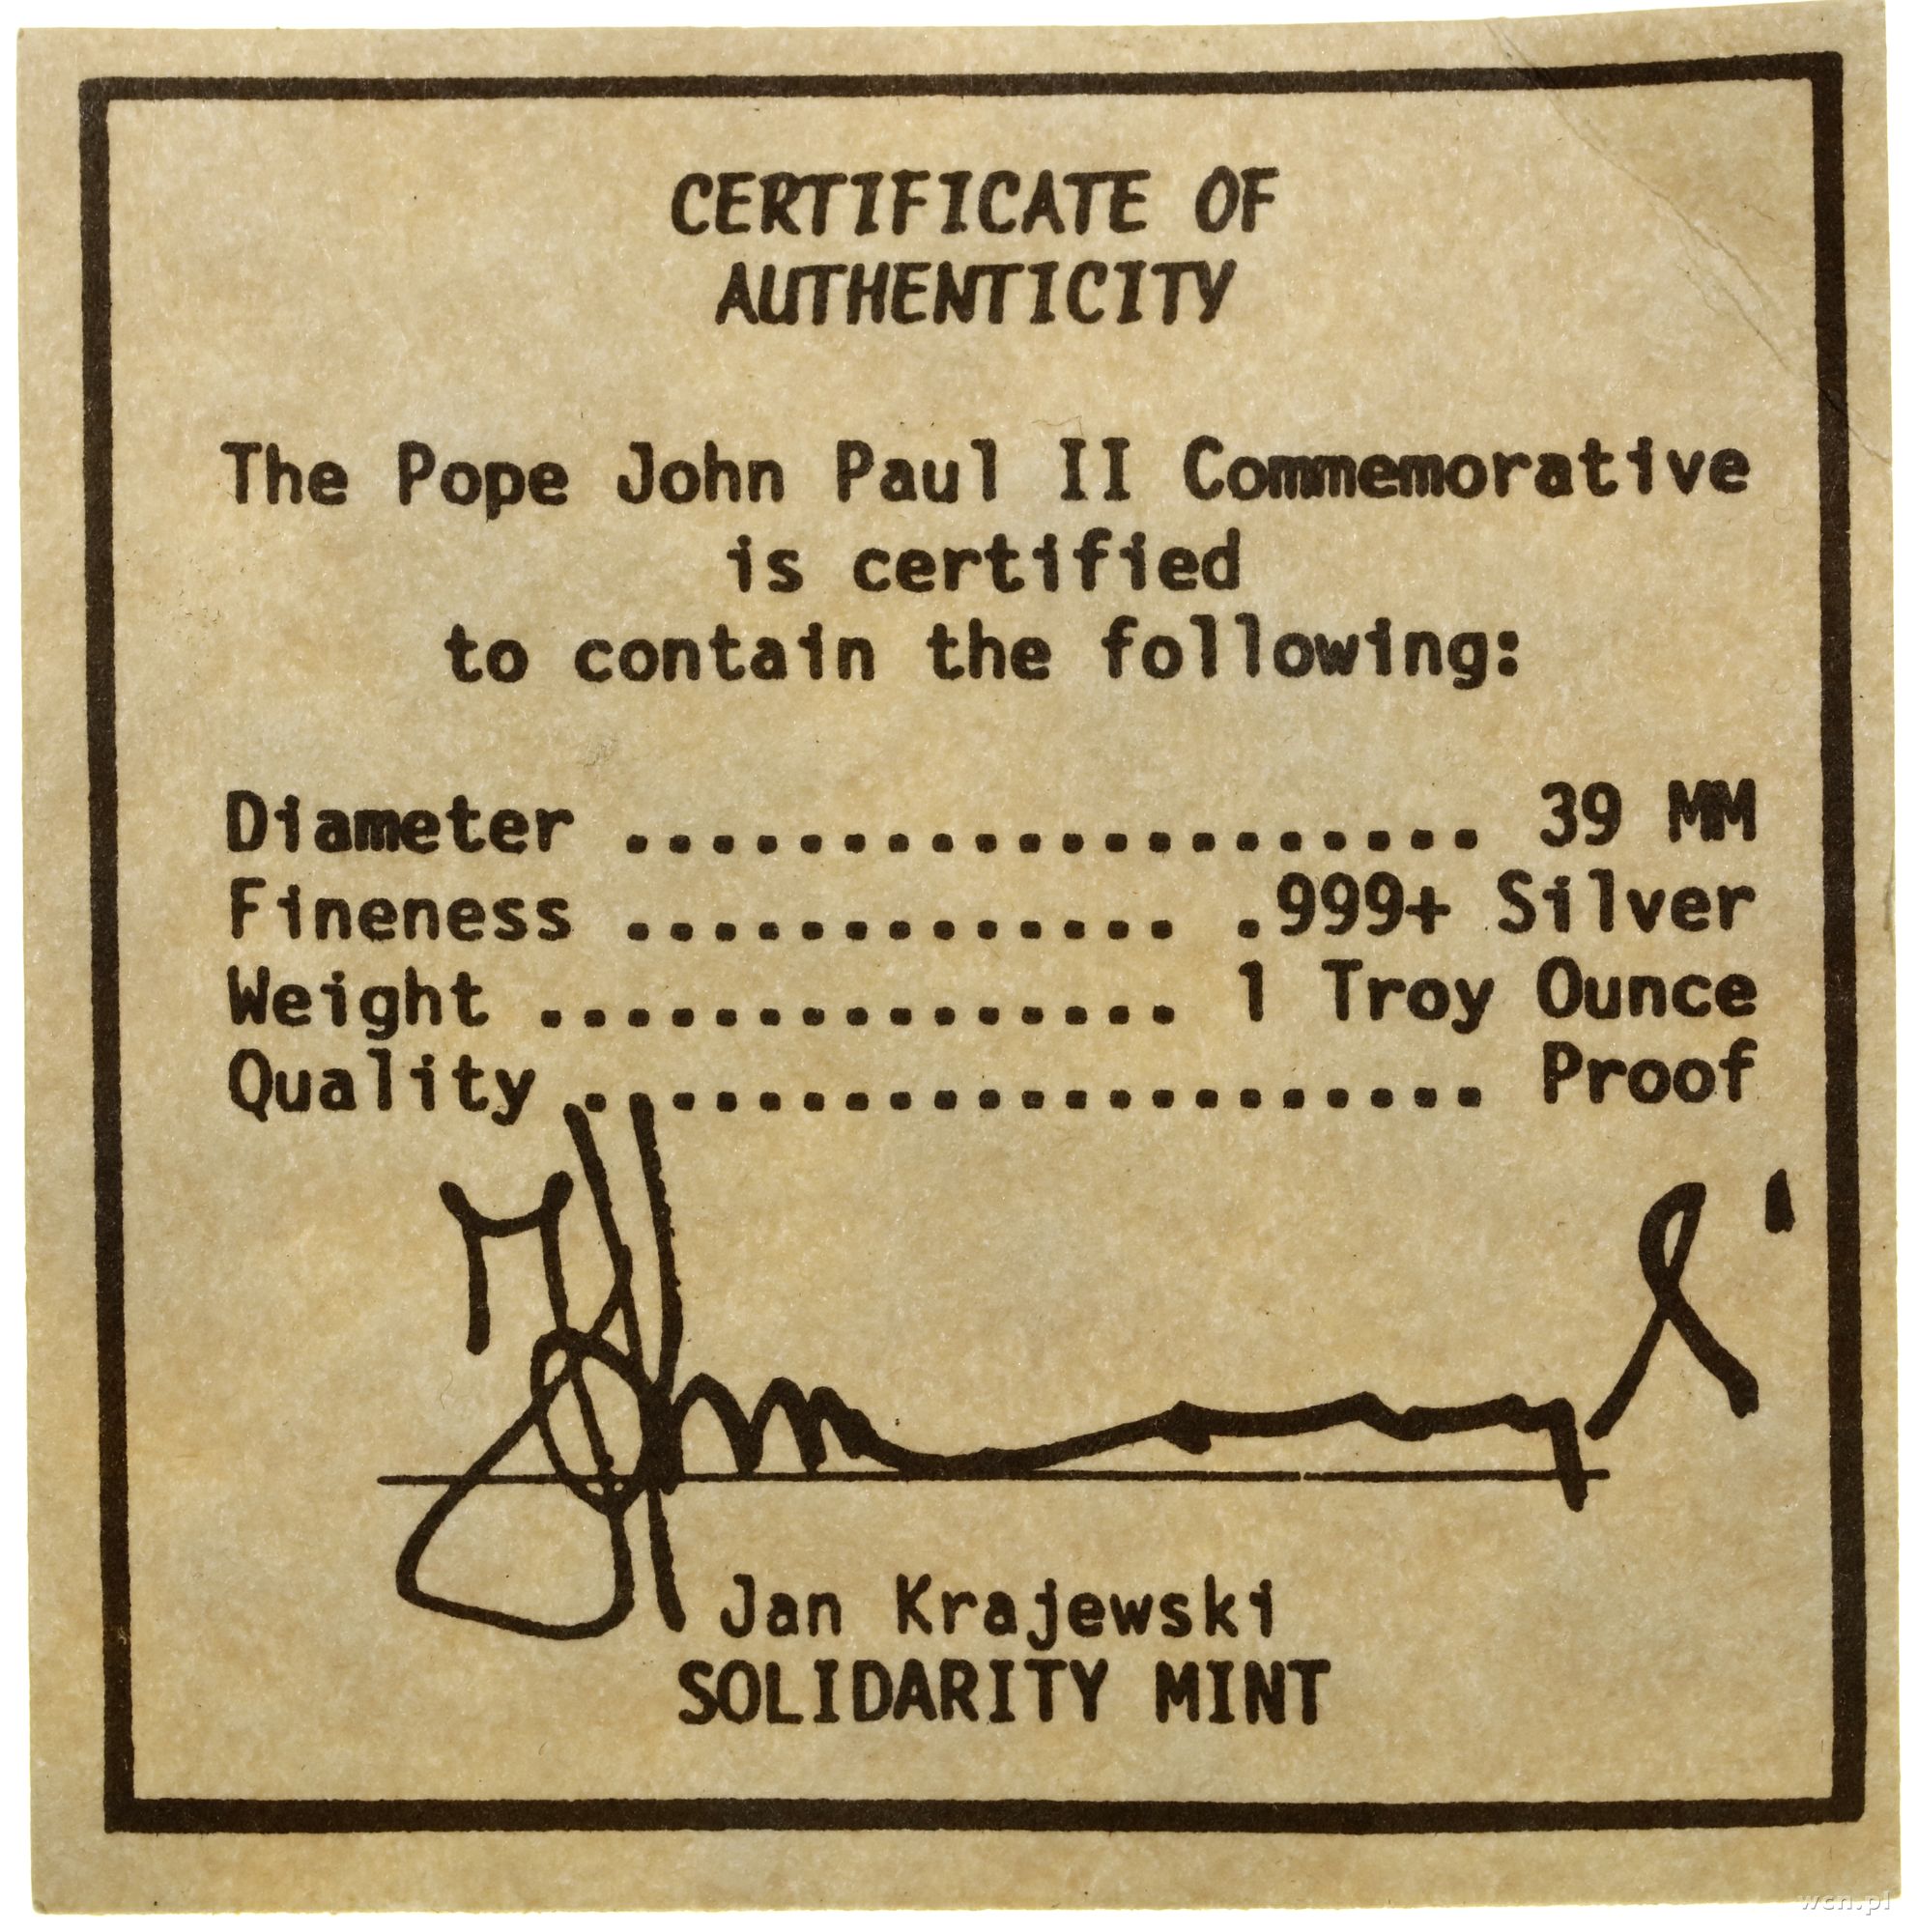 CERTIFICATE OF
AUTHENTICITY
The Pope John Paul II Commemorative
is certified
to contain the following:
Diameter .................... 39 MM
Fineness ............. .999+ Silver
Weight ............... 1 Troy Ounce
Quality ..................... Proof
Jan Krajewski
SOLIDARITY MINT
wcn.pl